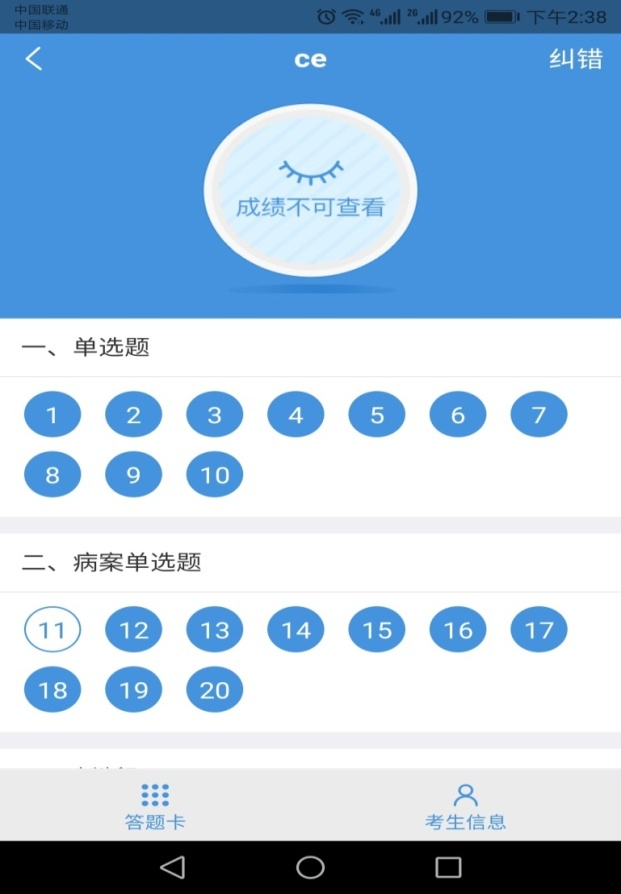 中国联通
中国移动
4G 2G 92% 下午2:38
ce
纠错
成绩不可查看
一、单选题
1 2 3 4 5 6 7
8 9 10
二、病案单选题
11 12 13 14 15 16 17
18 19 20
答题卡
考生信息